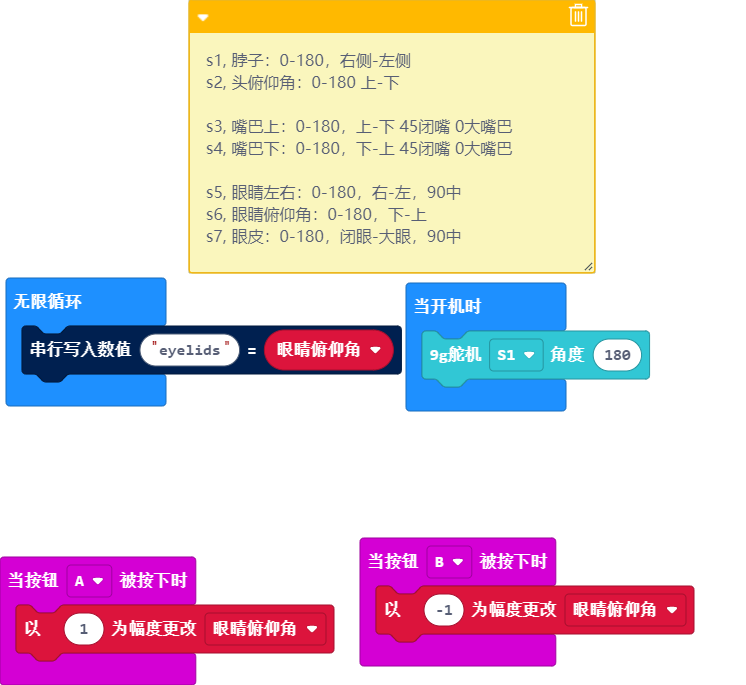 s1, 脖子：0-180，右侧-左侧
s2, 头俯仰角：0-180 上-下
s3, 嘴巴上：0-180，上-下 45闭嘴 0大嘴巴
s4, 嘴巴下：0-180，下-上 45闭嘴 0大嘴巴
s5, 眼睛左右：0-180，右-左，90中
s6, 眼睛俯仰角：0-180，下-上
s7, 眼皮：0-180，闭眼-大眼，90中
无限循环
串行写入数值 "eyelids" = 眼睛俯仰角
当开机时
9g舵机 S1 角度 180
当按钮 A 被按下时
以 1 为幅度更改 眼睛俯仰角
当按钮 B 被按下时
以 -1 为幅度更改 眼睛俯仰角